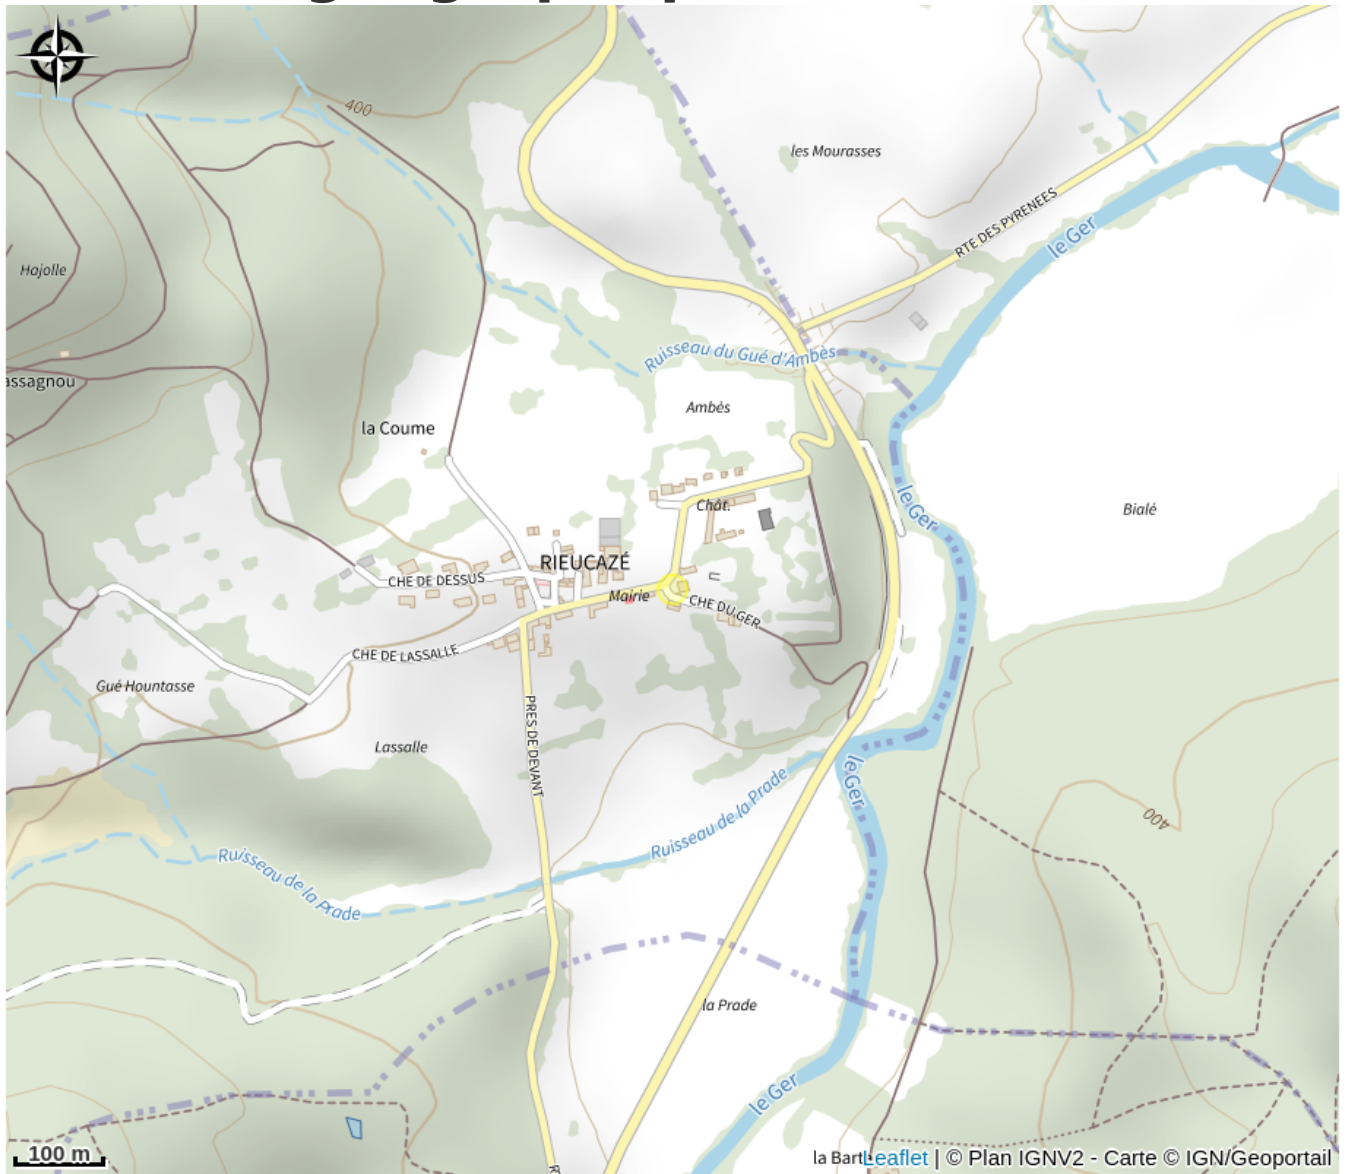 400
les Mourasses
RTE DES PYRENEES
le Ger
Hajolle
Ruisseau du Gué d'Ambès
assagnou
Ambès
la Coume
le Ger
Chât.
Bialé
RIEUCAZÉ
CHE DE DESSUS
Mairie
CHE DU GER
CHE DE LASSALLE
Gué Hountasse
PRES DE DEVANT
Lassalle
le Ger
Ruisseau de la Prade
400
Ruisseau de la Prade
la Prade
le Ger
100 m
la Barth
Leaflet | © Plan IGNV2 - Carte © IGN/Geoportail